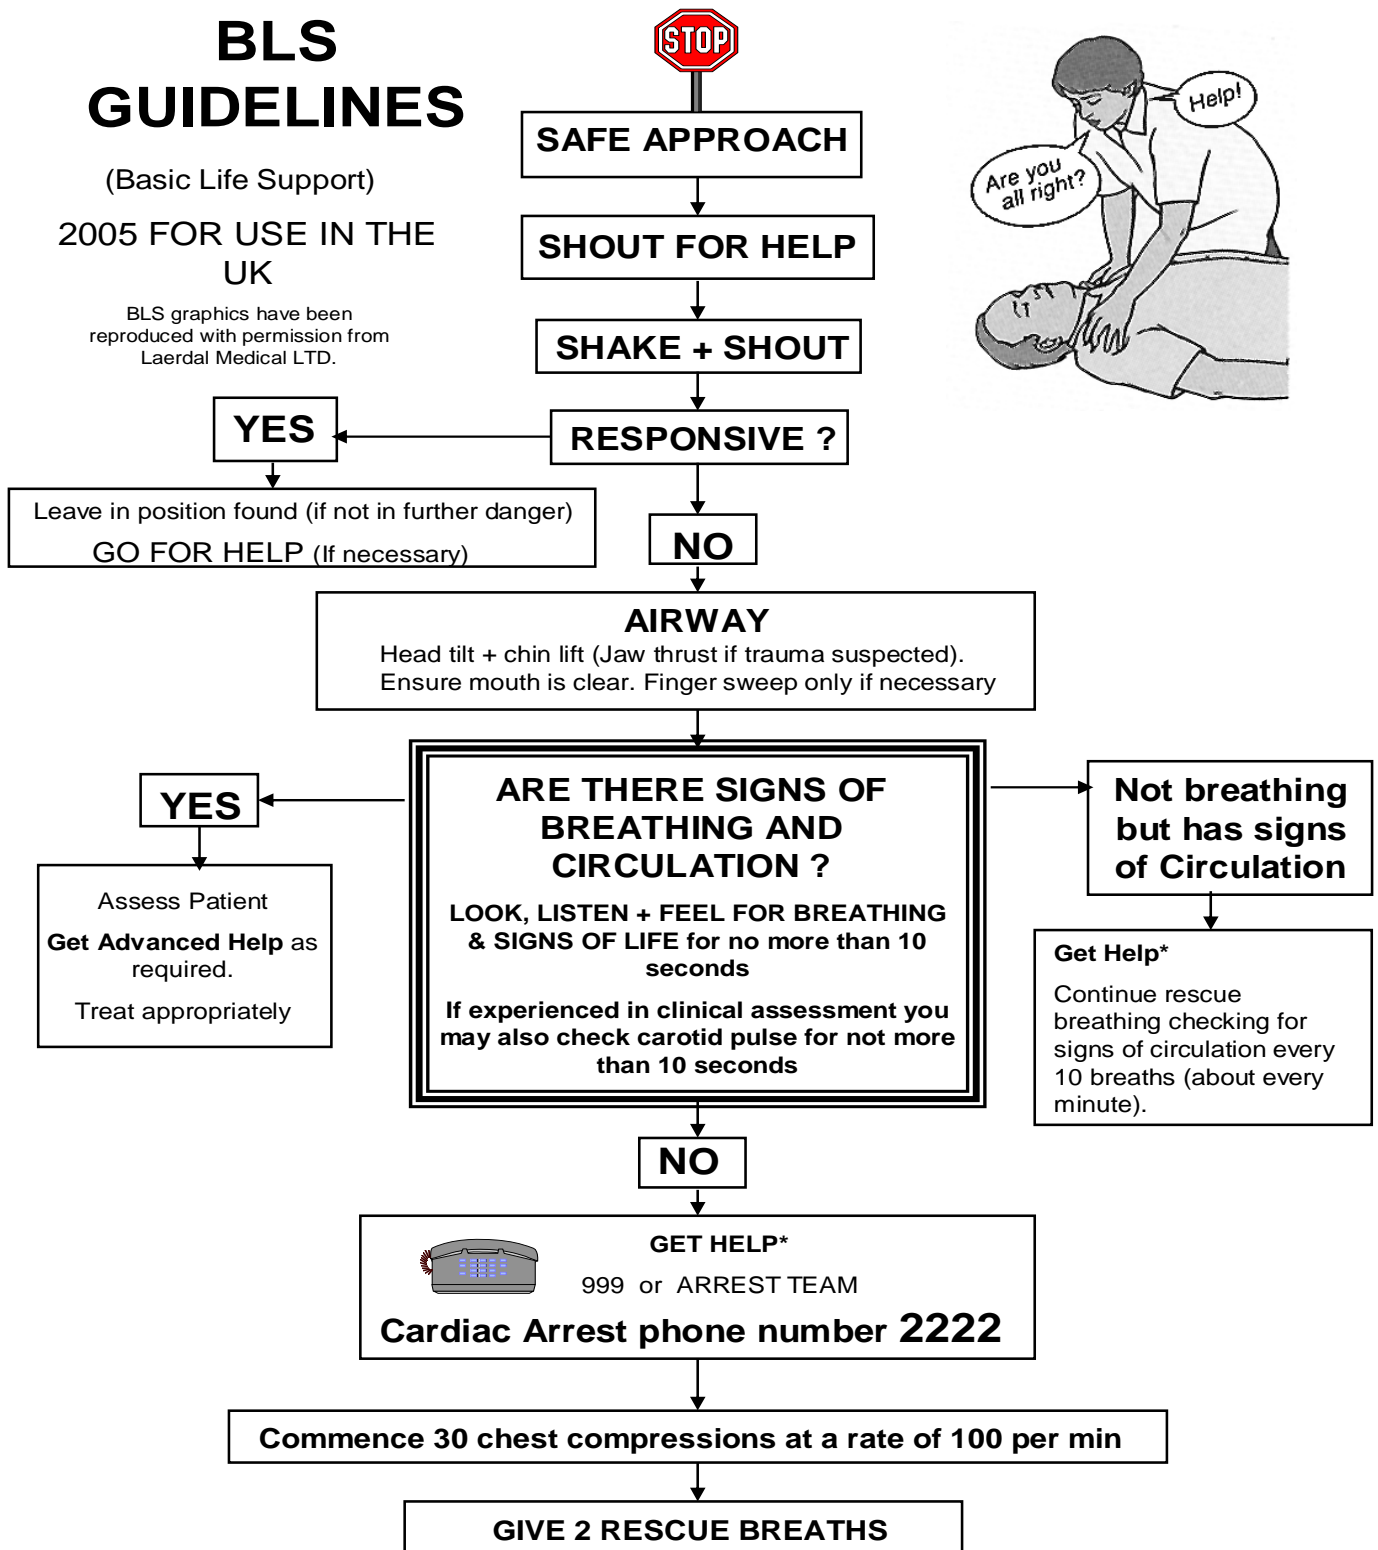 BLS
GUIDELINES
(Basic Life Support)
2005 FOR USE IN THE
UK
BLS graphics have been
reproduced with permission from
Laerdal Medical LTD.
STOP
SAFE APPROACH
SHOUT FOR HELP
SHAKE + SHOUT
RESPONSIVE ?
Help!
Are you
all right?
YES
Leave in position found (if not in further danger)
GO FOR HELP (If necessary)
NO
AIRWAY
Head tilt + chin lift (Jaw thrust if trauma suspected).
Ensure mouth is clear. Finger sweep only if necessary
ARE THERE SIGNS OF
BREATHING AND
CIRCULATION ?
LOOK, LISTEN + FEEL FOR BREATHING
& SIGNS OF LIFE for no more than 10
seconds
If experienced in clinical assessment you
may also check carotid pulse for not more
than 10 seconds
YES
Assess Patient
Get Advanced Help as
required.
Treat appropriately
Not breathing
but has signs
of Circulation
Get Help*
Continue rescue
breathing checking for
signs of circulation every
10 breaths (about every
minute).
NO
GET HELP*
999 or ARREST TEAM
Cardiac Arrest phone number 2222
Commence 30 chest compressions at a rate of 100 per min
GIVE 2 RESCUE BREATHS